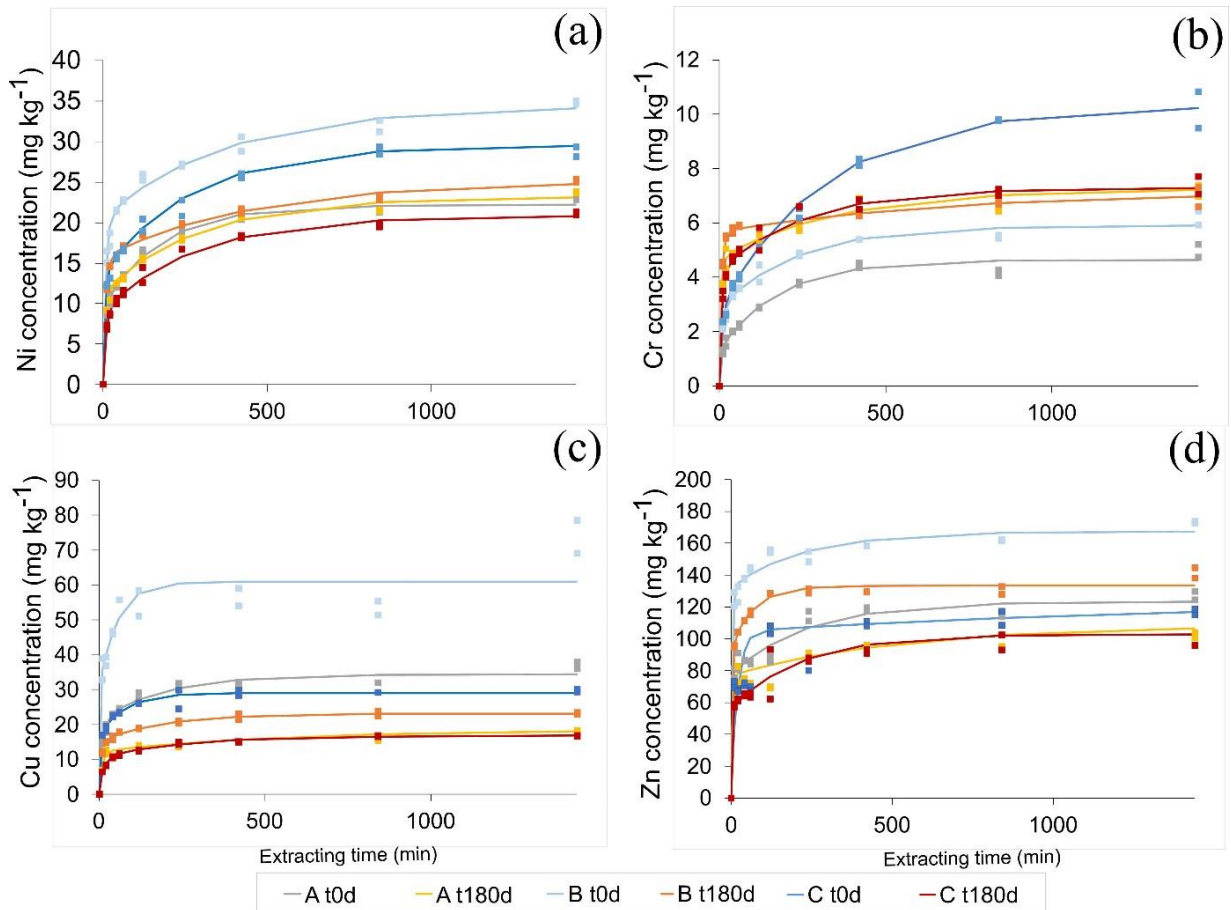 (a)
Ni concentration (mg kg⁻¹)
40
35
30
25
20
15
10
5
0
0 500 1000
(b)
Cr concentration (mg kg⁻¹)
12
10
8
6
4
2
0
0 500 1000
(c)
Cu concentration (mg kg⁻¹)
90
80
70
60
50
40
30
20
10
0
0 500 1000
Extracting time (min)
(d)
Zn concentration (mg kg⁻¹)
200
180
160
140
120
100
80
60
40
20
0
0 500 1000
Extracting time (min)
A t0d A t180d B t0d B t180d C t0d C t180d